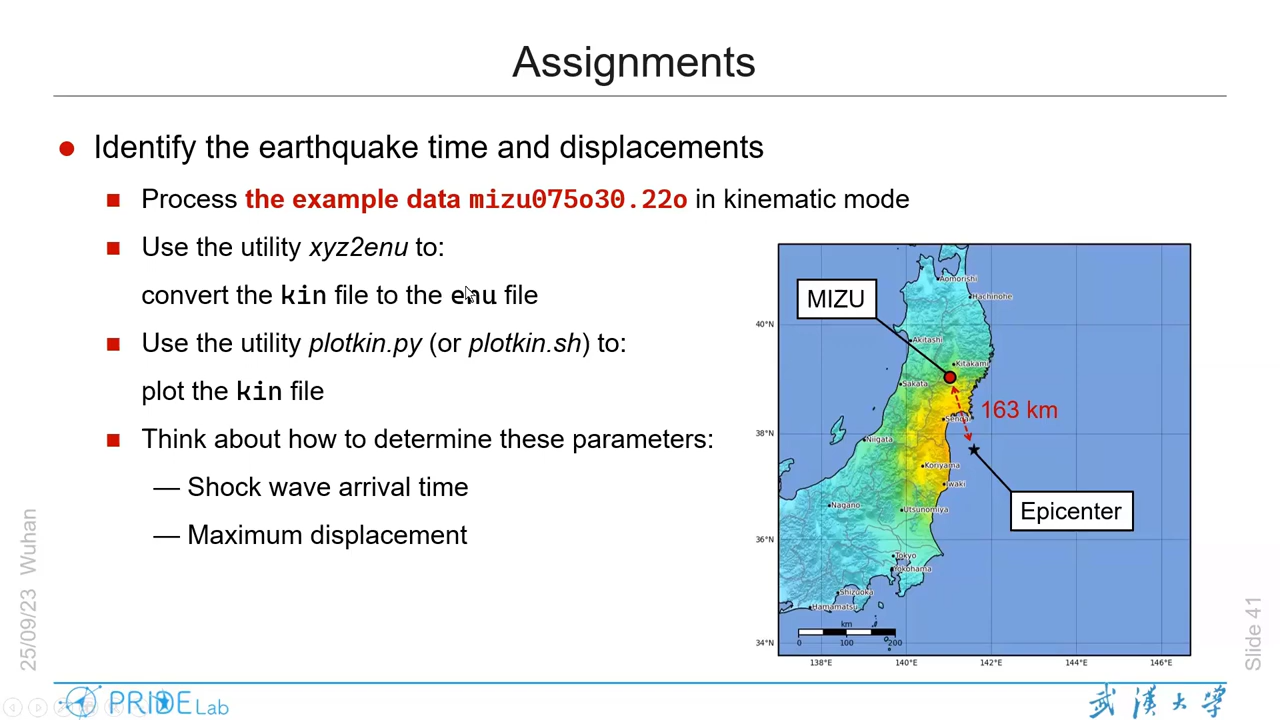 Assignments
Identify the earthquake time and displacements
Process the example data mizu075o30.22o in kinematic mode
Use the utility xyz2enu to:
convert the kin file to the enu file
Use the utility plotkin.py (or plotkin.sh) to:
plot the kin file
Think about how to determine these parameters:
— Shock wave arrival time
— Maximum displacement
MIZU
163 km
Epicenter
Aomorishi
Hachinohe
40°N
Akitashi
Kitakami
Sakata
38°N
Niigata
Koriyama
Iwaki
Nagano
Utsunomiya
36°N
Tokyo
Yokohama
Shizuoka
Hamamatsu
km
0 100 200
34°N
138°E 140°E 142°E 144°E 146°E
25/09/23 Wuhan
Slide 41
PRIDE Lab
武漢大学